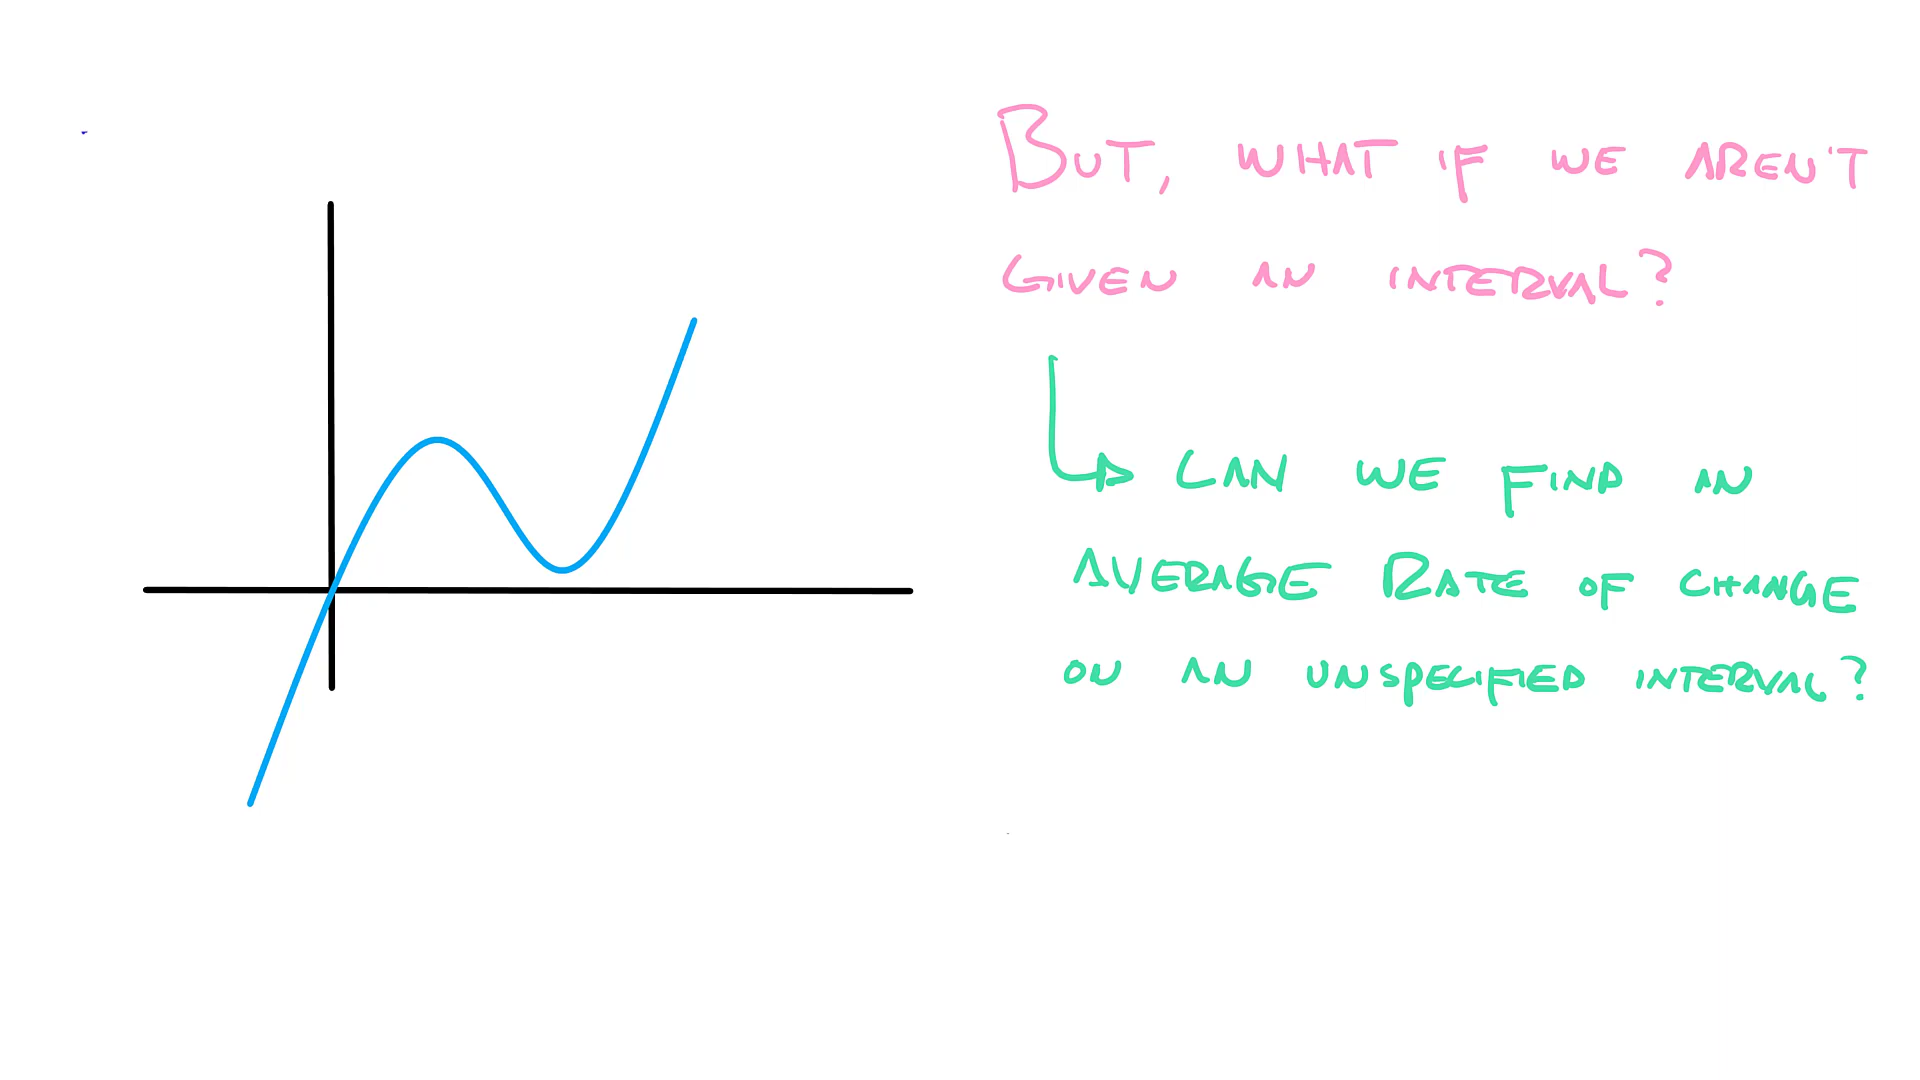 BUT, WHAT IF WE AREN'T
GIVEN AN INTERVAL?
CAN WE FIND AN
AVERAGE RATE OF CHANGE
ON AN UNSPECIFIED INTERVAL?